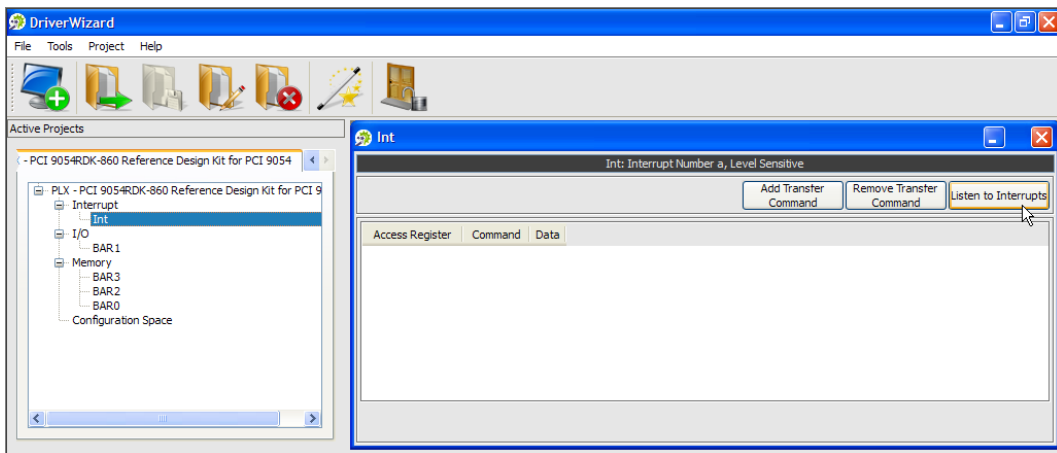 DriverWizard
File Tools Project Help
Active Projects
- PCI 9054RDK-860 Reference Design Kit for PCI 9054
PLX - PCI 9054RDK-860 Reference Design Kit for PCI 9
Interrupt
Int
I/O
BAR1
Memory
BAR3
BAR2
BAR0
Configuration Space
Int
Int: Interrupt Number a, Level Sensitive
Add Transfer Command
Remove Transfer Command
Listen to Interrupts
Access Register Command Data